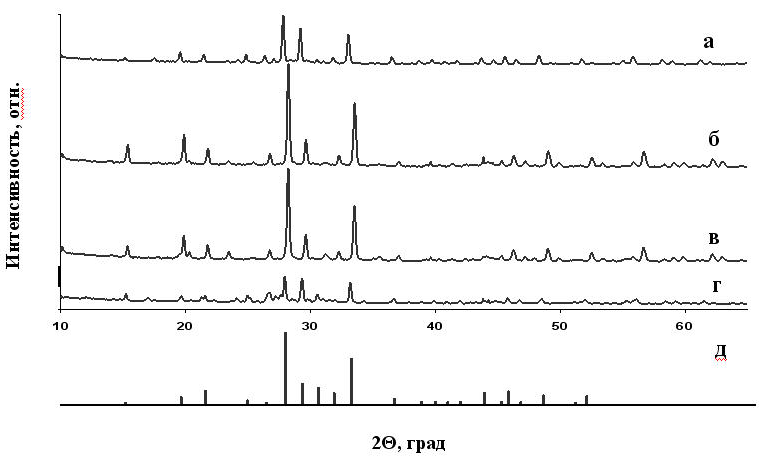 Интенсивность, отн.
а
б
в
г
10 20 30 40 50 60
д
2Θ, град